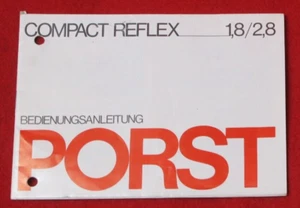 COMPACT REFLEX 1,8/2,8
BEDIENUNGSANLEITUNG
PORST